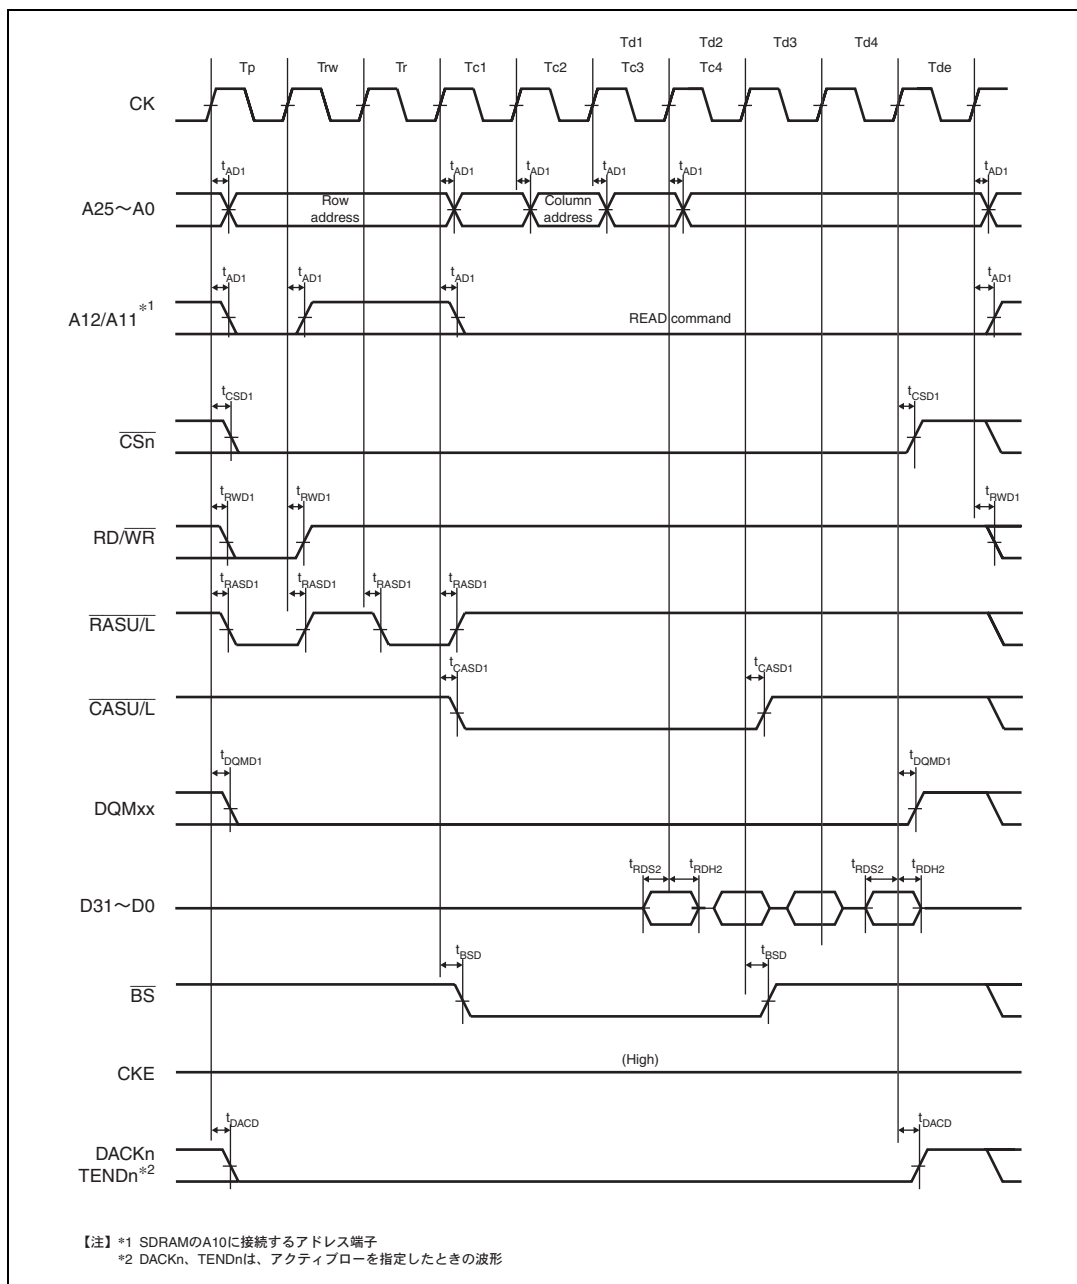 Td1 Td2 Td3 Td4
Tp Trw Tr Tc1 Tc2 Tc3 Tc4 Tde
CK
tAD1 tAD1 tAD1 tAD1 tAD1 tAD1
A25～A0
Row address
Column address
tAD1 tAD1 tAD1 tAD1
A12/A11*1
READ command
tCSD1 tCSD1
CSn
tRWD1 tRWD1 tRWD1
RD/WR
tRASD1 tRASD1 tRASD1 tRASD1
RASU/L
tCASD1 tCASD1
CASU/L
tDQMD1 tDQMD1
DQMxx
tRDS2 tRDH2 tRDS2 tRDH2
D31～D0
tBSD tBSD
BS
(High)
CKE
tDACD tDACD
DACKn
TENDn*2
【注】*1 SDRAMのA10に接続するアドレス端子
*2 DACKn、TENDnは、アクティブローを指定したときの波形